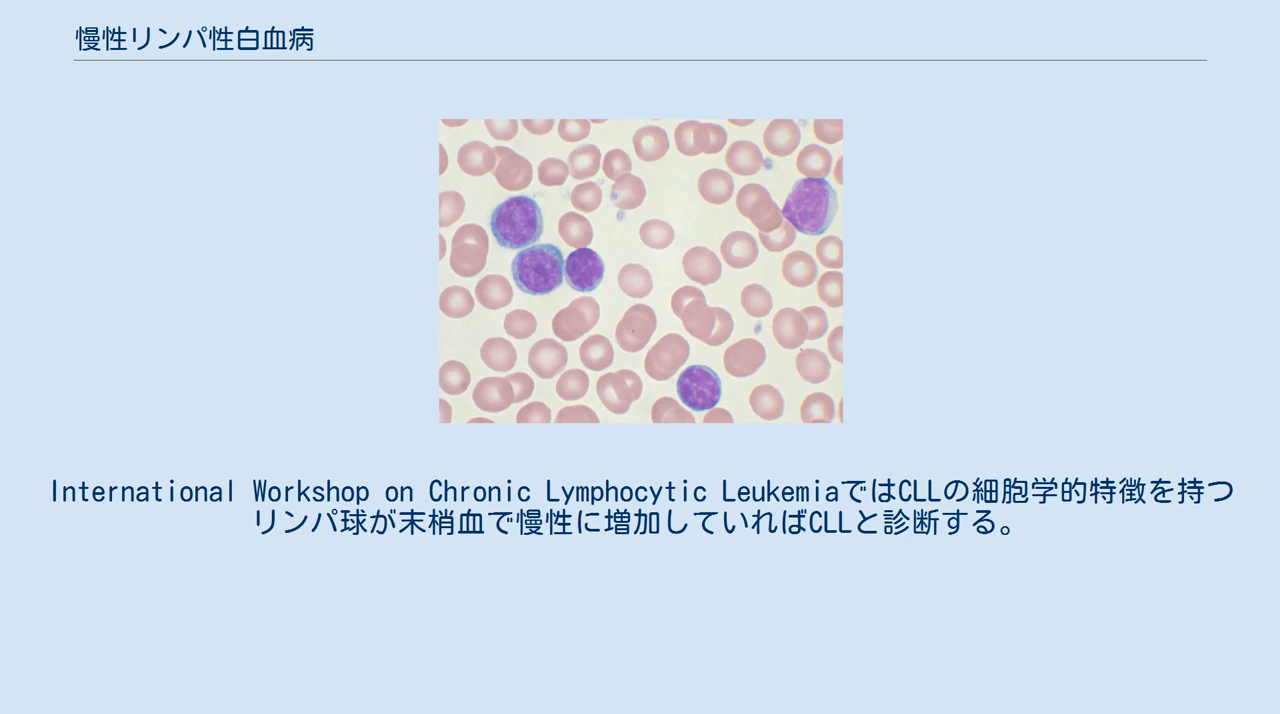 慢性リンパ性白血病
International Workshop on Chronic Lymphocytic LeukemiaではCLLの細胞学的特徴を持つ
リンパ球が末梢血で慢性に増加していればCLLと診断する。